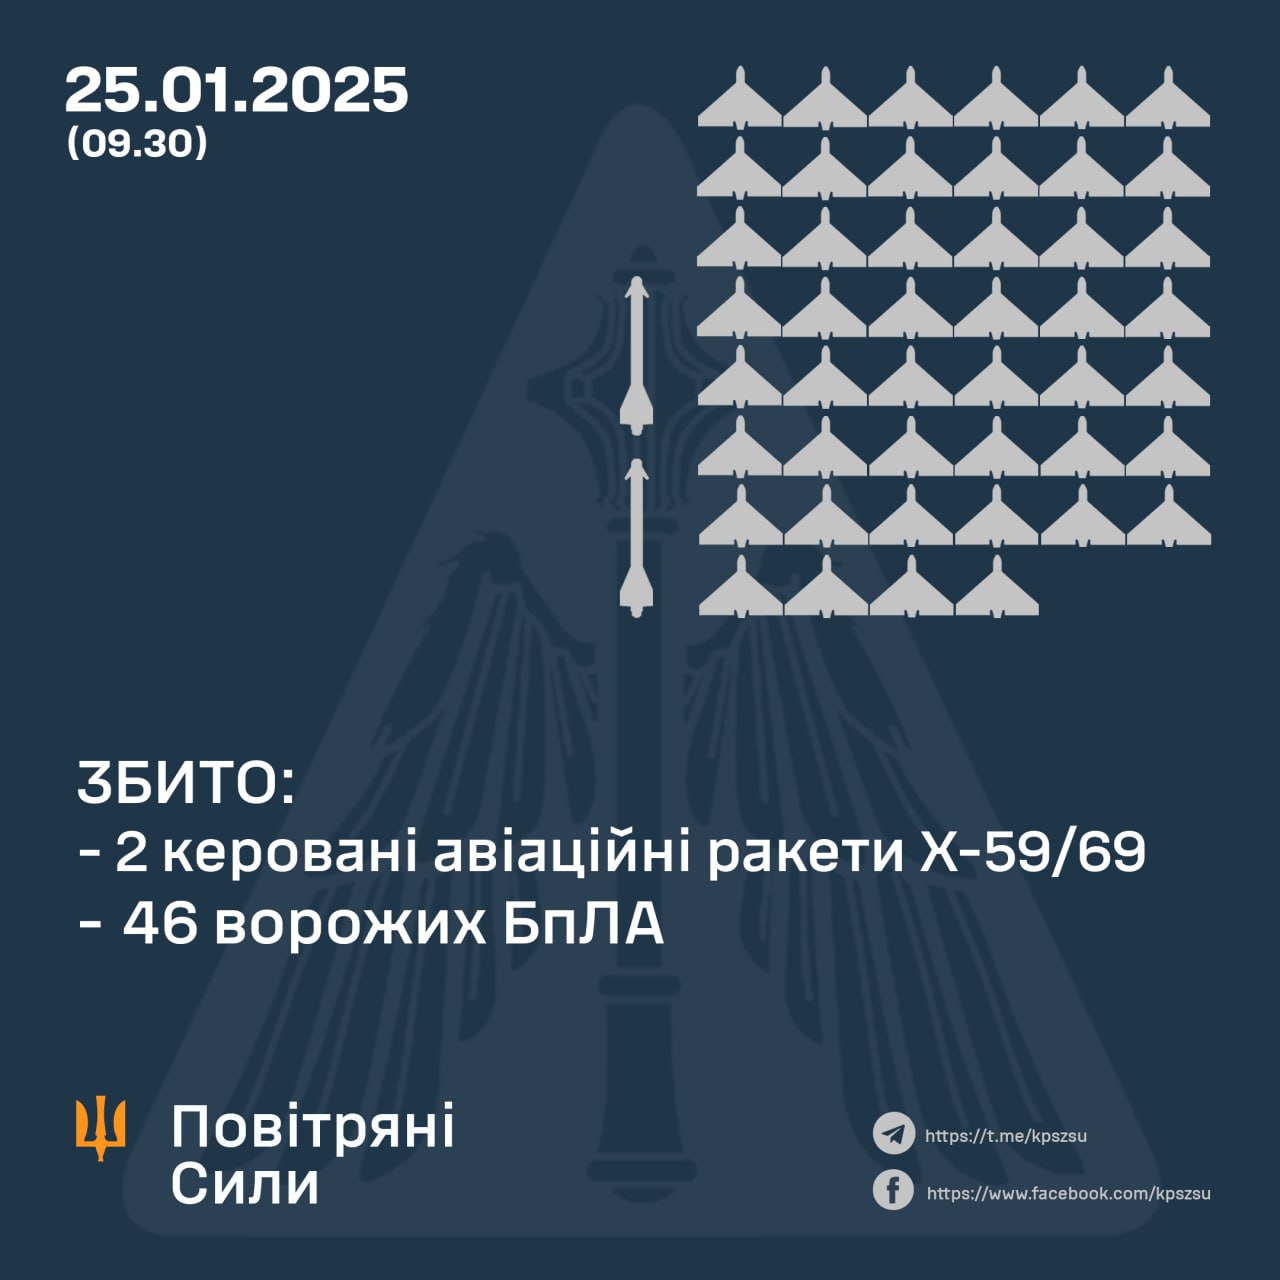 25.01.2025
(09.30)
ЗБИТО:
- 2 керовані авіаційні ракети Х-59/69
- 46 ворожих БпЛА
Повітряні
Сили
https://t.me/kpszsu
https://www.facebook.com/kpszsu